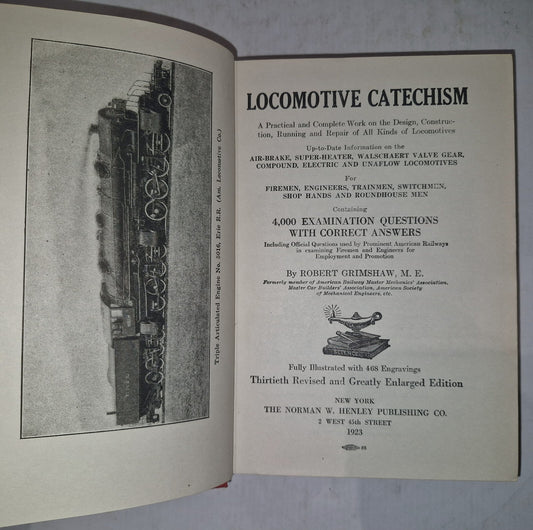 Triple Articulated Engine No. 5016, Erie R.R. (Am. Locomotive Co.)
LOCOMOTIVE CATECHISM
A Practical and Complete Work on the Design, Construc-
tion, Running and Repair of All Kinds of Locomotives
Up-to-Date Information on the
AIR-BRAKE, SUPER-HEATER, WALSCHAERT VALVE GEAR,
COMPOUND, ELECTRIC AND UNAFLOW LOCOMOTIVES
For
FIREMEN, ENGINEERS, TRAINMEN, SWITCHMEN,
SHOP HANDS AND ROUNDHOUSE MEN
Containing
4,000 EXAMINATION QUESTIONS
WITH CORRECT ANSWERS
Including Official Questions used by Prominent American Railways
in examining Firemen and Engineers for
Employment and Promotion
By ROBERT GRIMSHAW, M. E.
Formerly member of American Railway Master Mechanics' Association,
Master Car Builders' Association, American Society
of Mechanical Engineers, etc.
Fully Illustrated with 468 Engravings
Thirtieth Revised and Greatly Enlarged Edition
NEW YORK
THE NORMAN W. HENLEY PUBLISHING CO.
2 WEST 45th STREET
1923